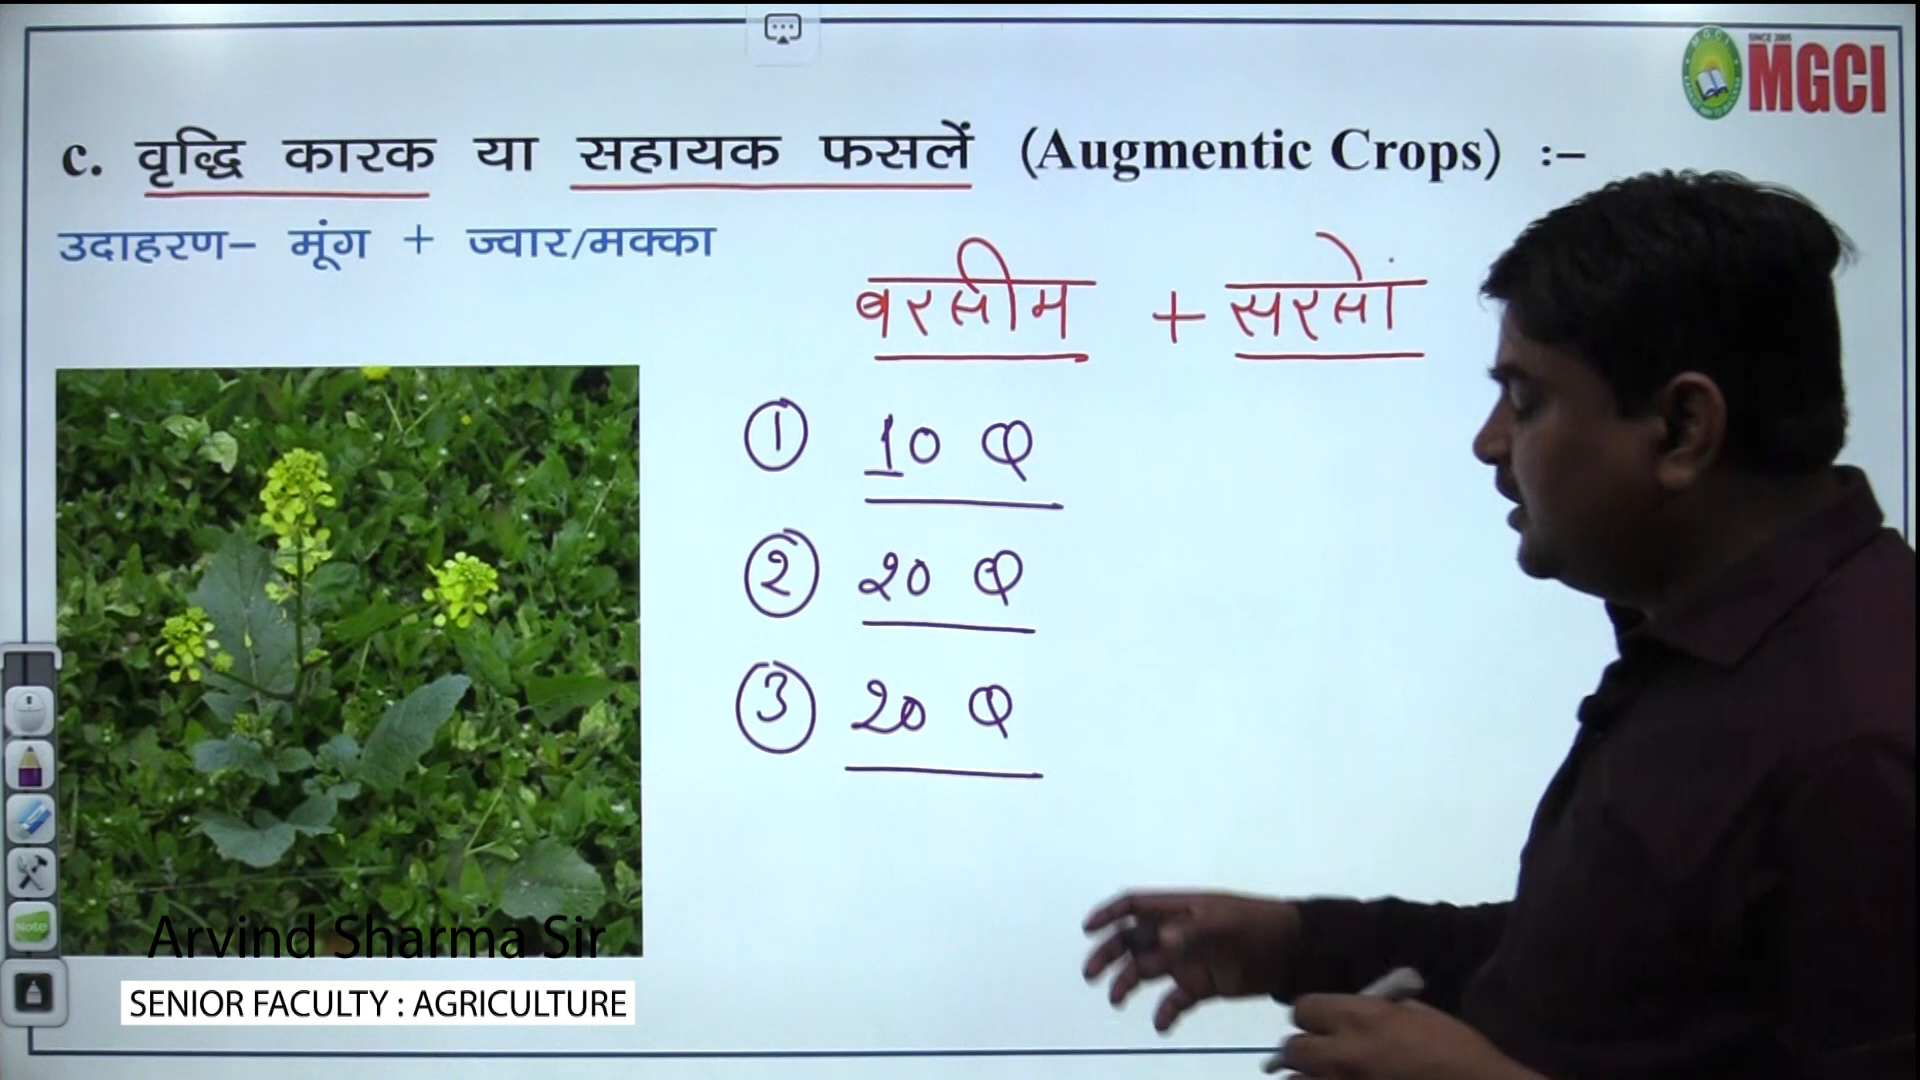 SINCE 2005
MGCI
c. वृद्धि कारक या सहायक फसलें (Augmentic Crops) :–
उदाहरण– मूंग + ज्वार/मक्का
बरसीम + सरसों
① 10 Q
② 20 Q
③ 20 Q
Note
Arvind Sharma Sir
SENIOR FACULTY : AGRICULTURE